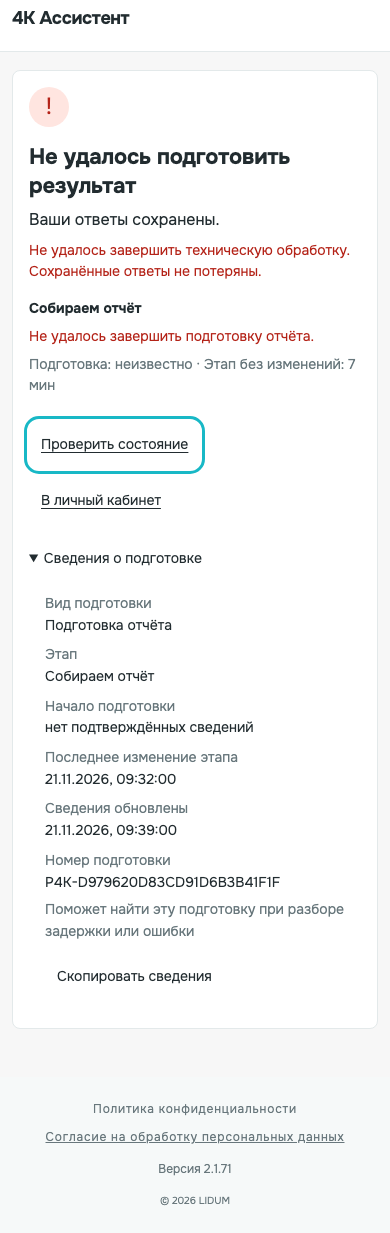 4К Ассистент
!
Не удалось подготовить
результат
Ваши ответы сохранены.
Не удалось завершить техническую обработку.
Сохранённые ответы не потеряны.
Собираем отчёт
Не удалось завершить подготовку отчёта.
Подготовка: неизвестно · Этап без изменений: 7
мин
Проверить состояние
В личный кабинет
▼ Сведения о подготовке
Вид подготовки
Подготовка отчёта
Этап
Собираем отчёт
Начало подготовки
нет подтверждённых сведений
Последнее изменение этапа
21.11.2026, 09:32:00
Сведения обновлены
21.11.2026, 09:39:00
Номер подготовки
P4K-D979620D83CD91D6B3B41F1F
Поможет найти эту подготовку при разборе
задержки или ошибки
Скопировать сведения
Политика конфиденциальности
Согласие на обработку персональных данных
Версия 2.1.71
© 2026 LIDUM